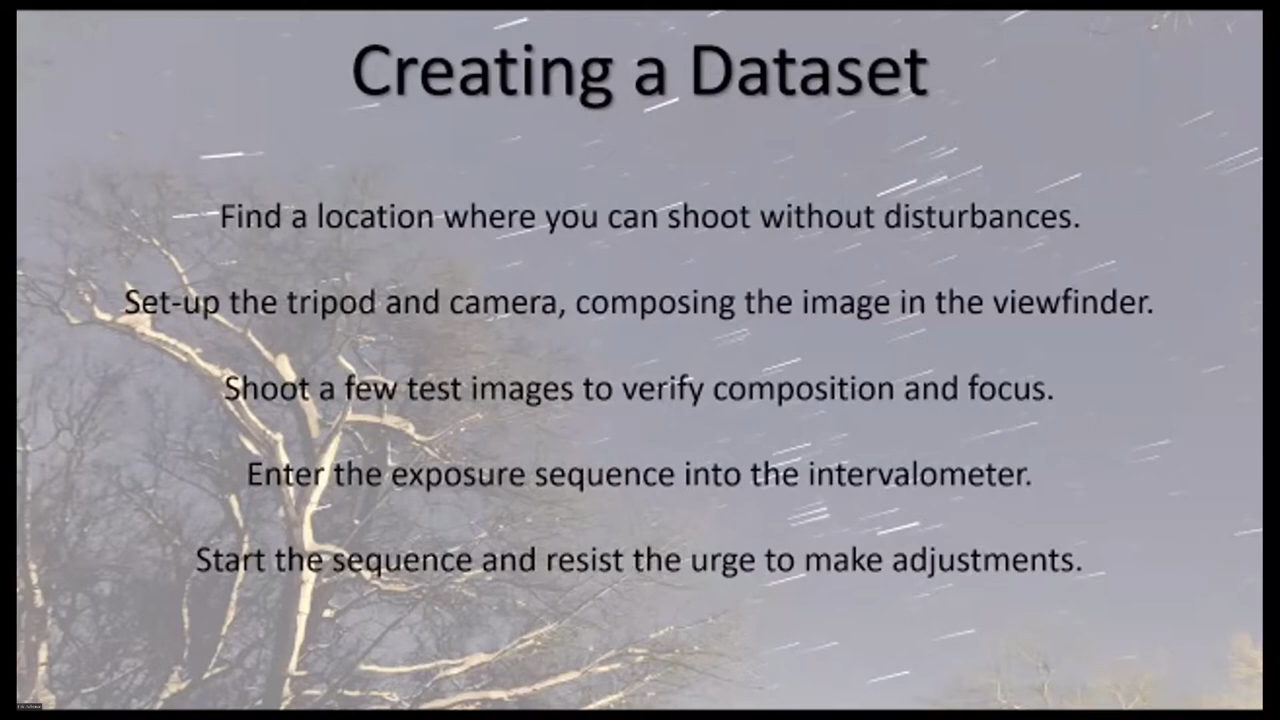 Creating a Dataset
Find a location where you can shoot without disturbances.
Set-up the tripod and camera, composing the image in the viewfinder.
Shoot a few test images to verify composition and focus.
Enter the exposure sequence into the intervalometer.
Start the sequence and resist the urge to make adjustments.